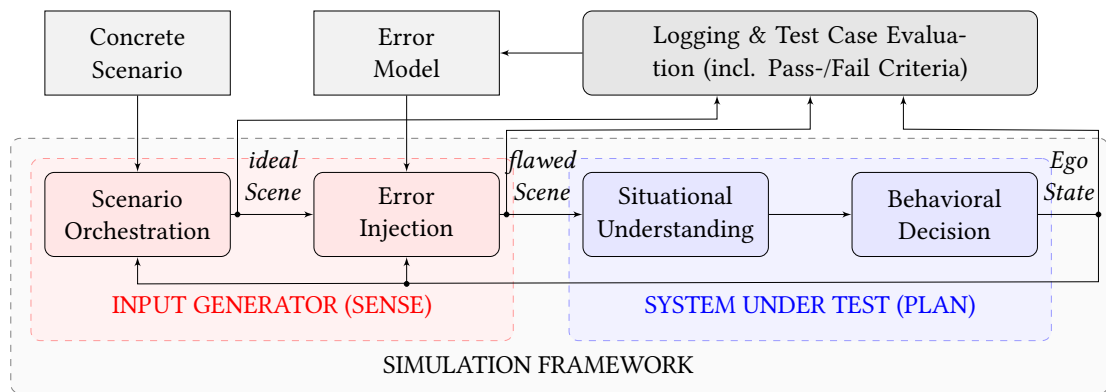 Concrete
Scenario
Error
Model
Logging & Test Case Evalua-
tion (incl. Pass-/Fail Criteria)
ideal
Scene
flawed
Scene
Ego
State
Scenario
Orchestration
Error
Injection
Situational
Understanding
Behavioral
Decision
INPUT GENERATOR (SENSE)
SYSTEM UNDER TEST (PLAN)
SIMULATION FRAMEWORK